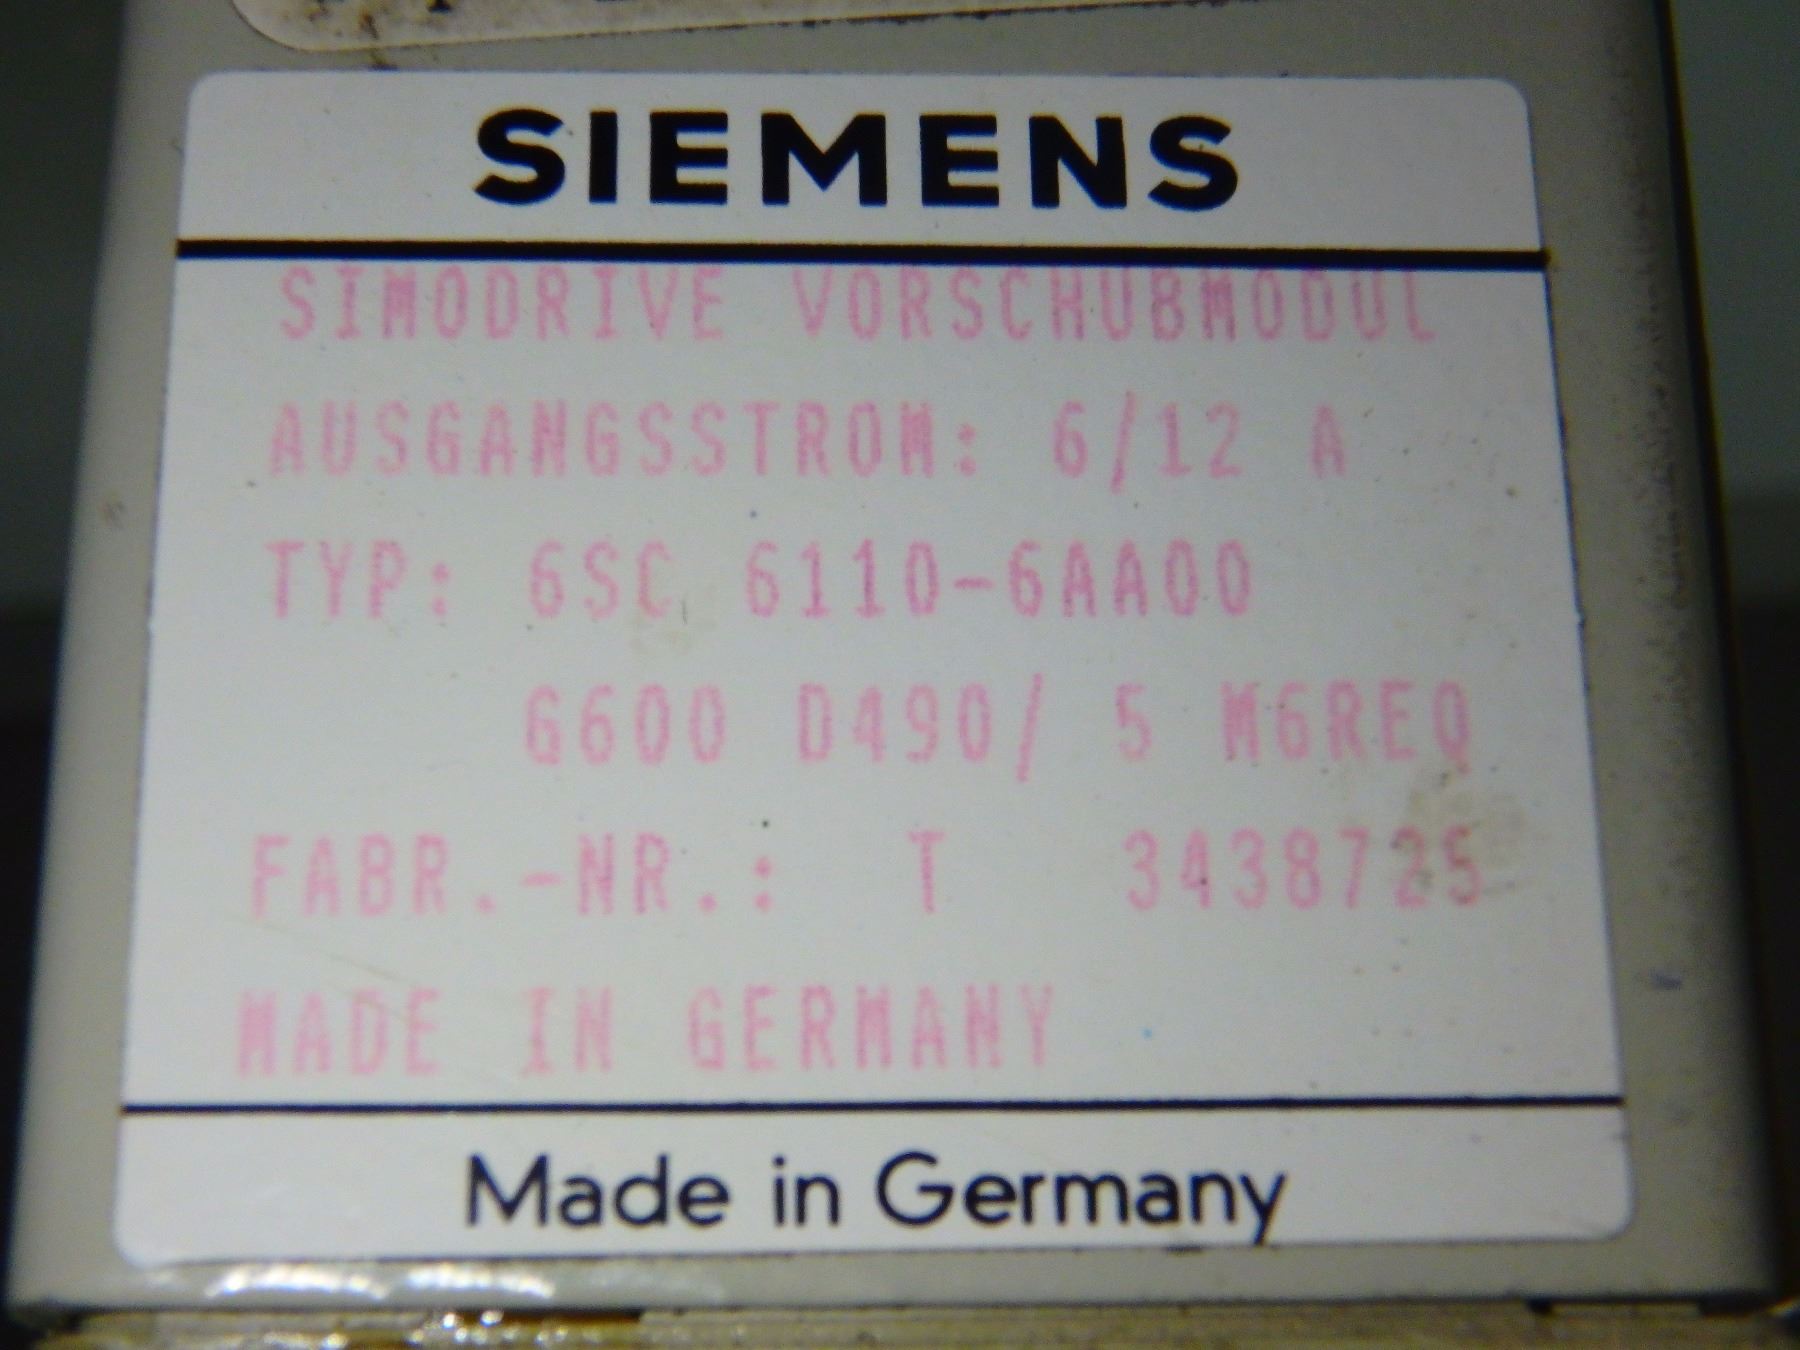 SIEMENS
SIMODRIVE VORSCHUBMODUL
AUSGANGSSTROM: 6/12 A
TYP: 6SC 6110-6AA00
G600 D490/ 5 M6REQ
FABR.-NR.: T 3438725
MADE IN GERMANY
Made in Germany